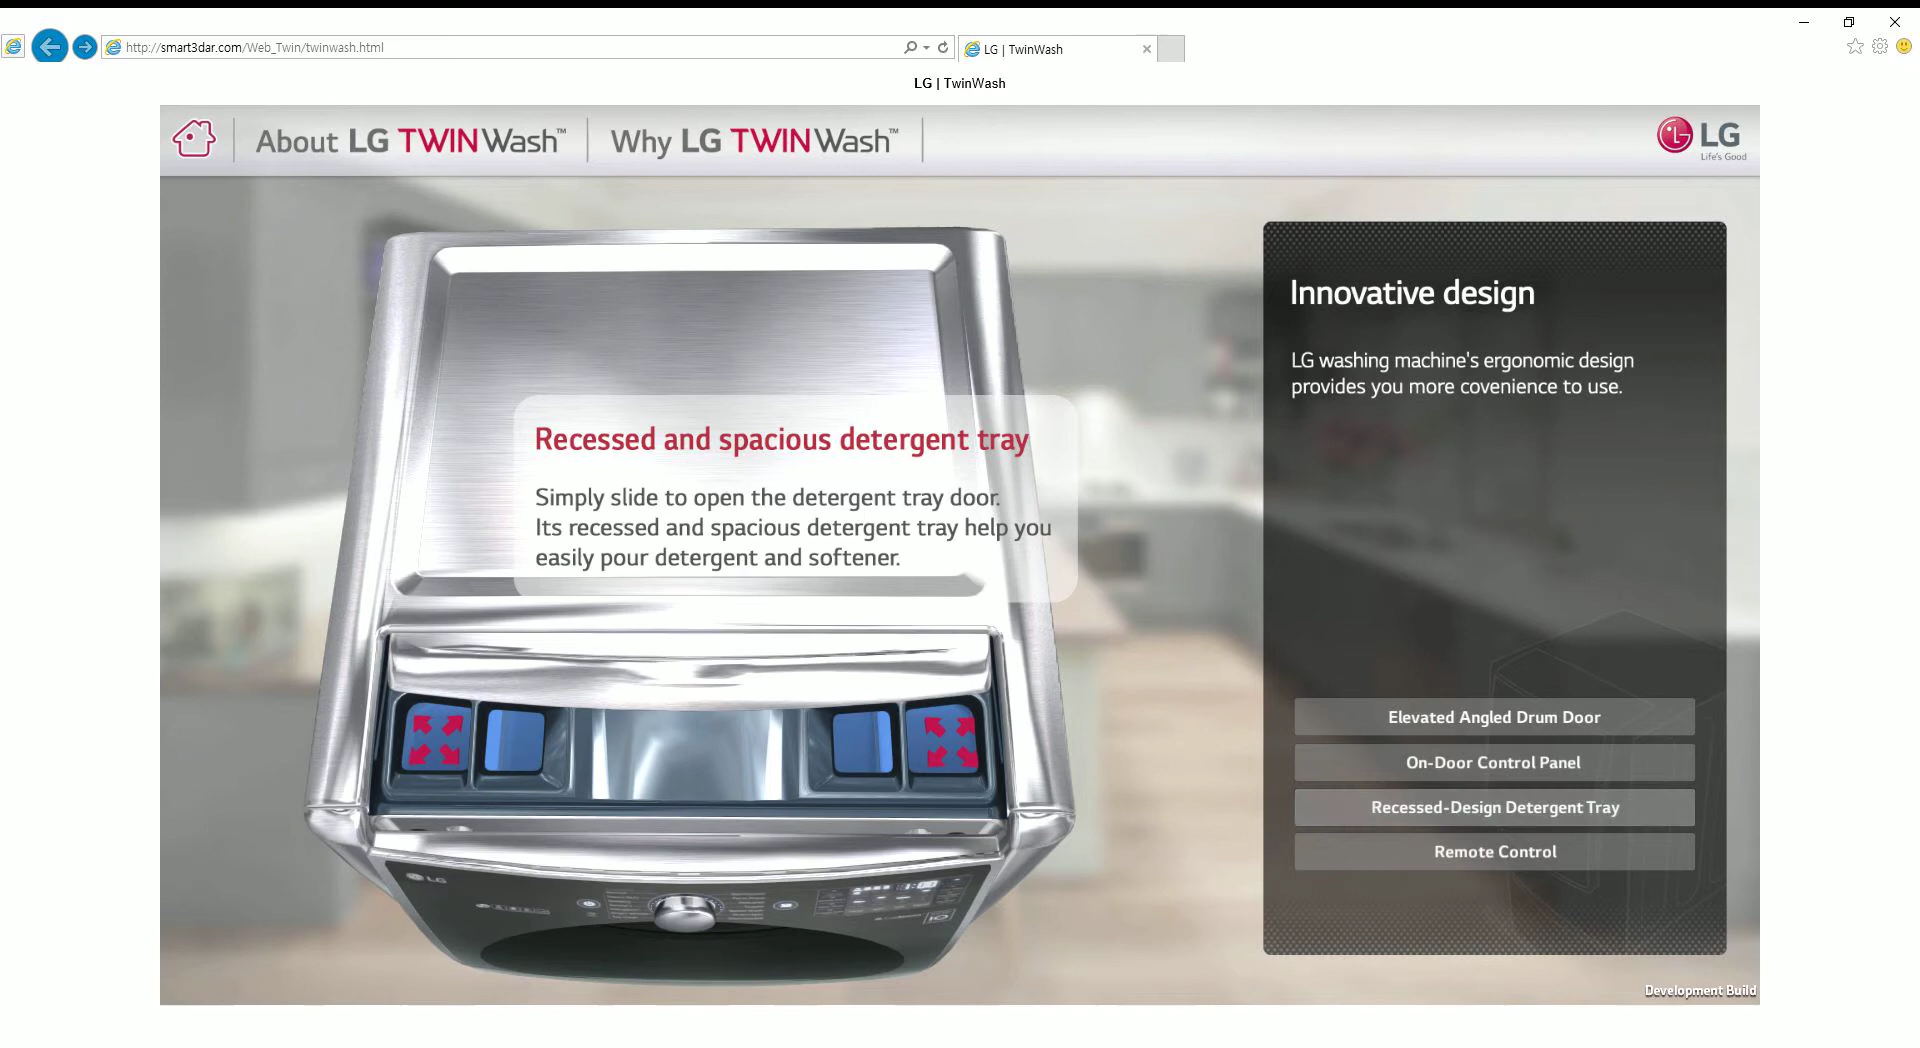 http://smart3dar.com/Web_Twin/twinwash.html
LG | TwinWash
LG | TwinWash
About LG TWINWash™
Why LG TWINWash™
LG
Life's Good
Innovative design
LG washing machine's ergonomic design
provides you more covenience to use.
Recessed and spacious detergent tray
Simply slide to open the detergent tray door.
Its recessed and spacious detergent tray help you
easily pour detergent and softener.
Elevated Angled Drum Door
On-Door Control Panel
Recessed-Design Detergent Tray
Remote Control
LG
Development Build